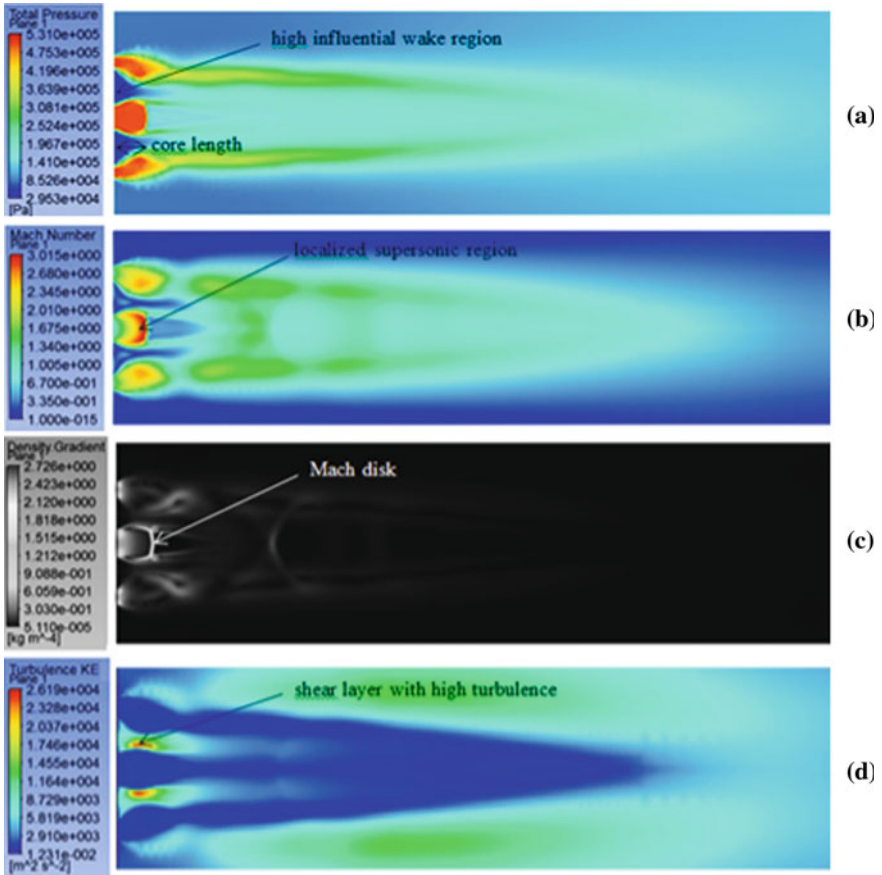 Total Pressure
Plane 1
5.310e+005
4.753e+005
4.196e+005
3.639e+005
3.081e+005
2.524e+005
1.967e+005
1.410e+005
8.526e+004
2.953e+004
[Pa]
high influential wake region
core length
(a)
Mach Number
Plane 1
3.015e+000
2.680e+000
2.345e+000
2.010e+000
1.675e+000
1.340e+000
1.005e+000
6.700e-001
3.350e-001
1.000e-015
localized supersonic region
(b)
Density Gradient
Plane 1
2.726e+000
2.423e+000
2.120e+000
1.818e+000
1.515e+000
1.212e+000
9.088e-001
6.059e-001
3.030e-001
5.110e-005
[kg m^-4]
Mach disk
(c)
Turbulence KE
Plane 1
2.619e+004
2.328e+004
2.037e+004
1.746e+004
1.455e+004
1.164e+004
8.729e+003
5.819e+003
2.910e+003
1.231e-002
[m^2 s^-2]
shear layer with high turbulence
(d)